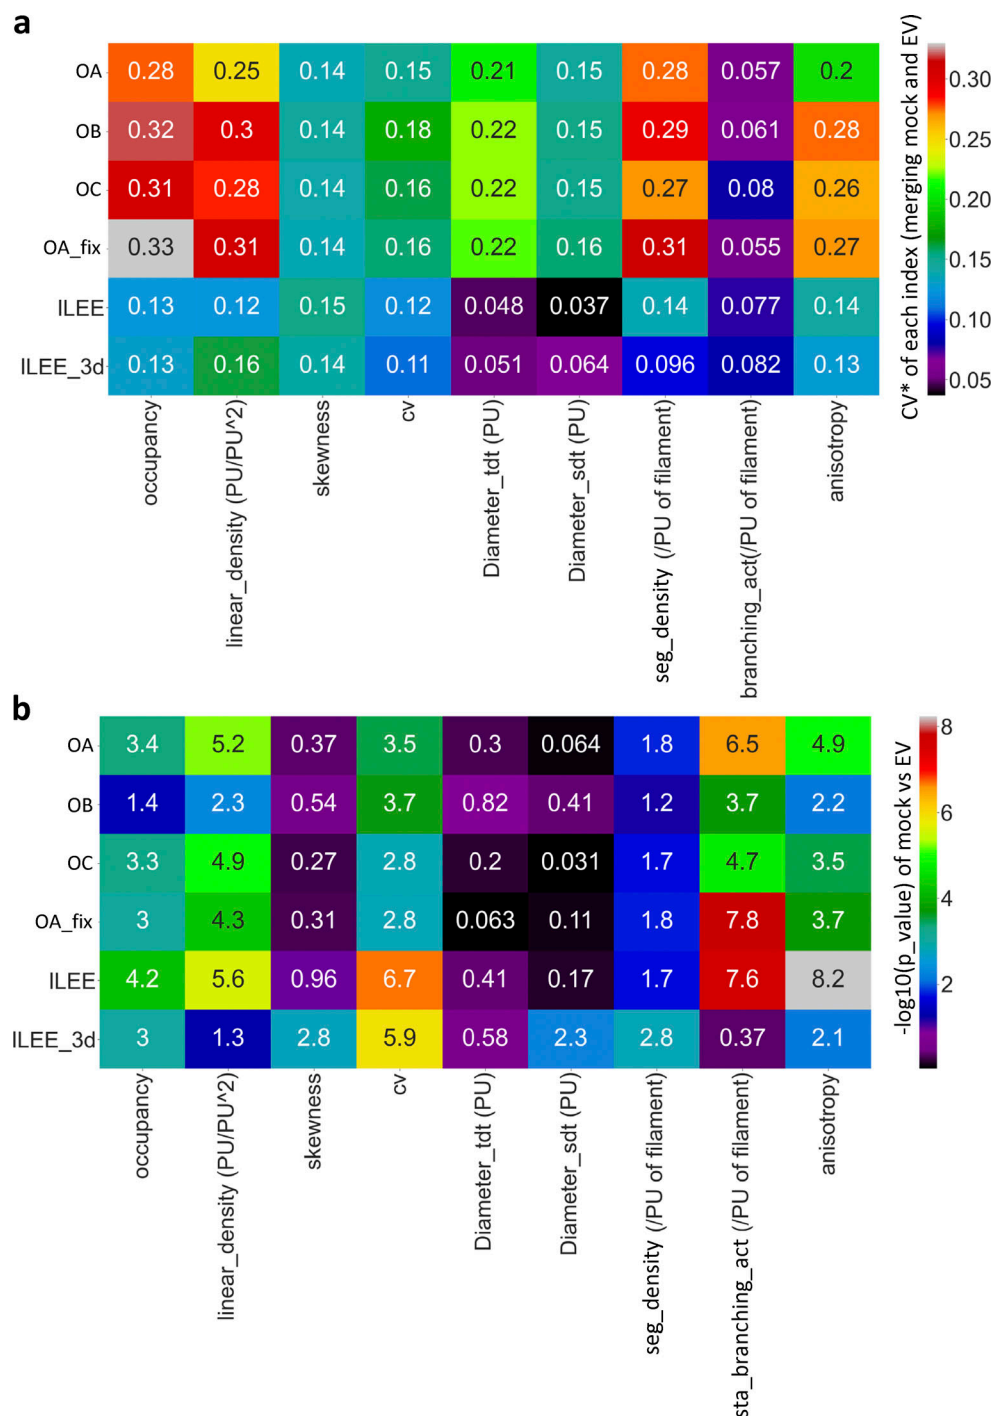 a
OA 0.28 0.25 0.14 0.15 0.21 0.15 0.28 0.057 0.2
OB 0.32 0.3 0.14 0.18 0.22 0.15 0.29 0.061 0.28
OC 0.31 0.28 0.14 0.16 0.22 0.15 0.27 0.08 0.26
OA_fix 0.33 0.31 0.14 0.16 0.22 0.16 0.31 0.055 0.27
ILEE 0.13 0.12 0.15 0.12 0.048 0.037 0.14 0.077 0.14
ILEE_3d 0.13 0.16 0.14 0.11 0.051 0.064 0.096 0.082 0.13
occupancy
linear_density (PU/PU^2)
skewness
cv
Diameter_tdt (PU)
Diameter_sdt (PU)
seg_density (/PU of filament)
branching_act(/PU of filament)
anisotropy
CV* of each index (merging mock and EV)
0.30
0.25
0.20
0.15
0.10
0.05
b
OA 3.4 5.2 0.37 3.5 0.3 0.064 1.8 6.5 4.9
OB 1.4 2.3 0.54 3.7 0.82 0.41 1.2 3.7 2.2
OC 3.3 4.9 0.27 2.8 0.2 0.031 1.7 4.7 3.5
OA_fix 3 4.3 0.31 2.8 0.063 0.11 1.8 7.8 3.7
ILEE 4.2 5.6 0.96 6.7 0.41 0.17 1.7 7.6 8.2
ILEE_3d 3 1.3 2.8 5.9 0.58 2.3 2.8 0.37 2.1
occupancy
linear_density (PU/PU^2)
skewness
cv
Diameter_tdt (PU)
Diameter_sdt (PU)
seg_density (/PU of filament)
sta_branching_act (/PU of filament)
anisotropy
-log10(p_value) of mock vs EV
8
6
4
2